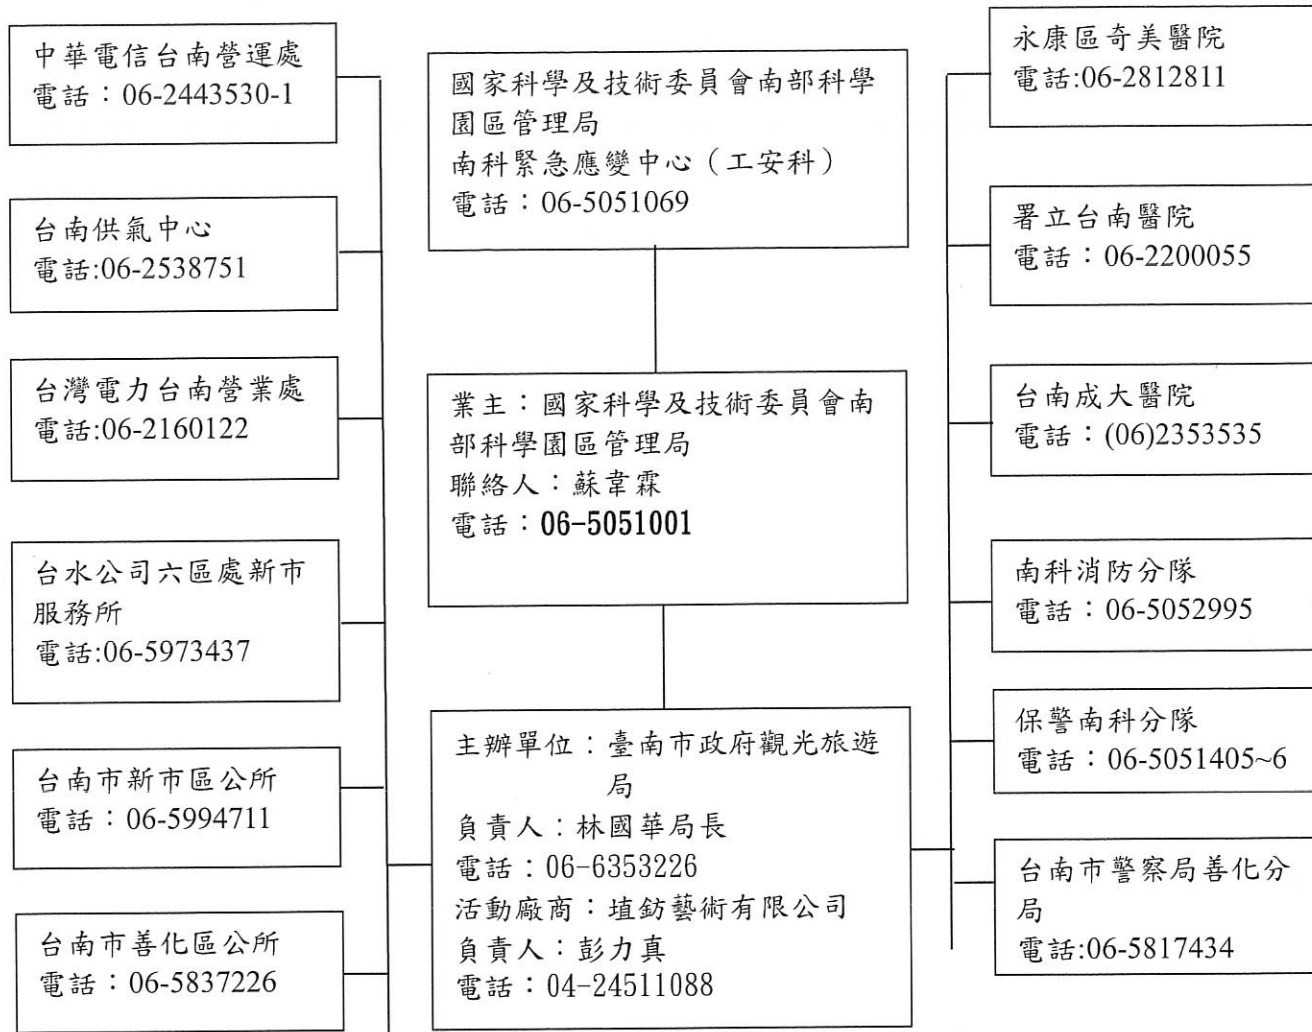 中華電信台南營運處
電話：06-2443530-1
台南供氣中心
電話:06-2538751
台灣電力台南營業處
電話:06-2160122
台水公司六區處新市
服務所
電話:06-5973437
台南市新市區公所
電話：06-5994711
台南市善化區公所
電話：06-5837226
國家科學及技術委員會南部科學
園區管理局
南科緊急應變中心（工安科）
電話：06-5051069
業主：國家科學及技術委員會南
部科學園區管理局
聯絡人：蘇韋霖
電話：06-5051001
主辦單位：臺南市政府觀光旅遊
局
負責人：林國華局長
電話：06-6353226
活動廠商：埴鈁藝術有限公司
負責人：彭力真
電話：04-24511088
永康區奇美醫院
電話:06-2812811
署立台南醫院
電話：06-2200055
台南成大醫院
電話：(06)2353535
南科消防分隊
電話：06-5052995
保警南科分隊
電話：06-5051405~6
台南市警察局善化分
局
電話:06-5817434